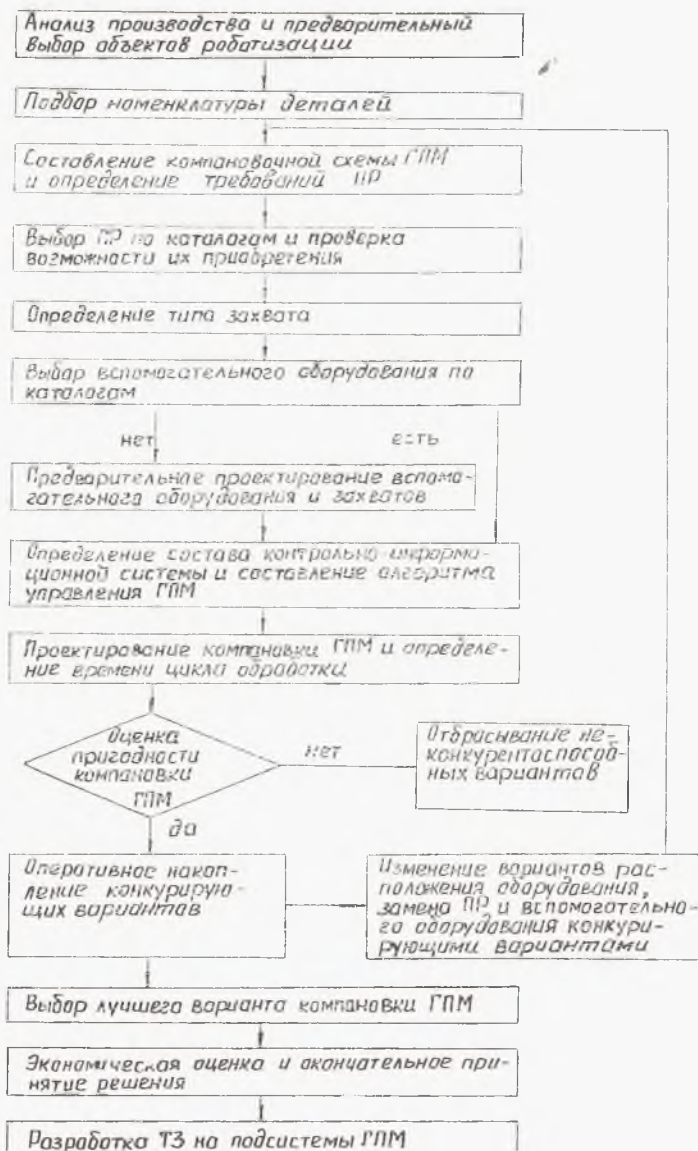 Анализ производства и предварительный
выбор объектов роботизации
Подбор номенклатуры деталей
Составление компановочной схемы ГПМ
и определение требований ПР
Выбор ПР по каталогам и проверка
возможности их приобретения
Определение типа захвата
Выбор вспомогательного оборудования по
каталогам
нет
есть
Предварительное проектирование вспомо-
гательного оборудования и захватов
Определение состава контрольно-информа-
ционной системы и составление алгоритма
управления ГПМ
Проектирование компановки ГПМ и определе-
ние времени цикла обработки
Оценка
пригодности
компановки
ГПМ
нет
Отбрасывание не-
конкурентоспособ-
ных вариантов
да
Оперативное накоп-
ление конкурирую-
щих вариантов
Изменение вариантов рас-
положения оборудования,
замена ПР и вспомогательно-
го оборудования конкури-
рующими вариантами
Выбор лучшего варианта компановки ГПМ
Экономическая оценка и окончательное при-
нятие решения
Разработка ТЗ на подсистемы ГПМ